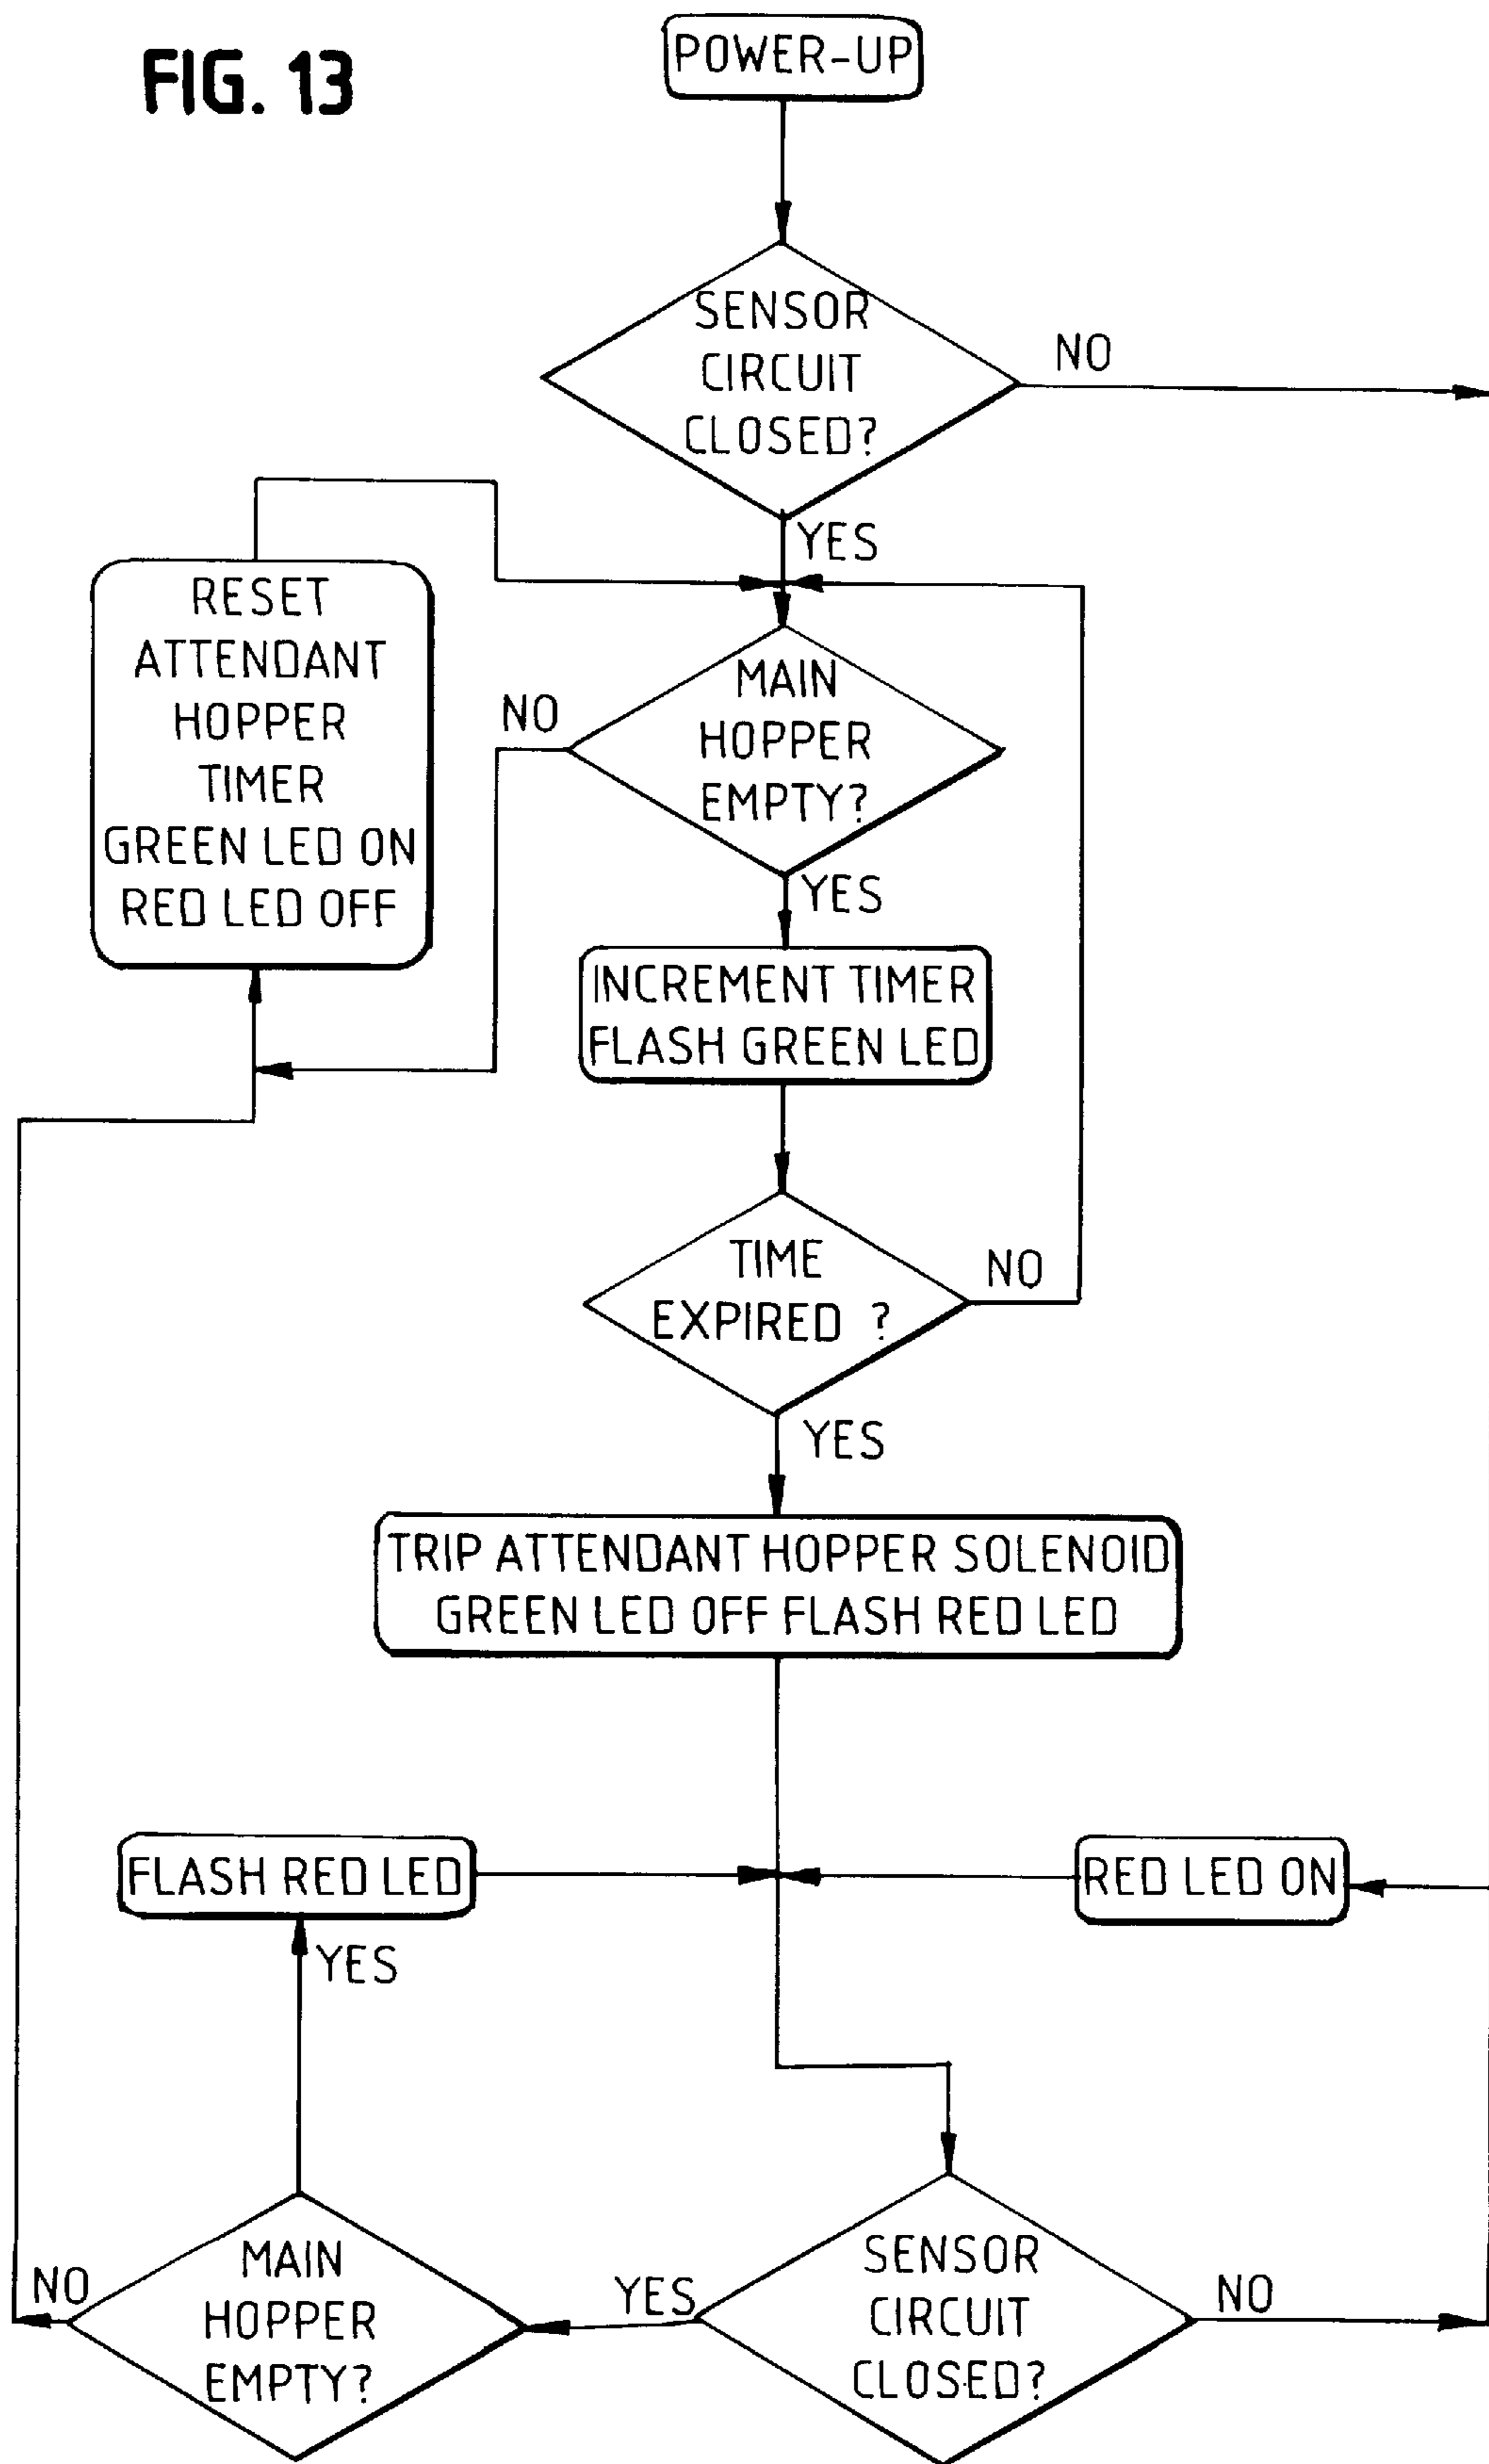 FIG. 13
POWER-UP
SENSOR
CIRCUIT
CLOSED?
NO
YES
RESET
ATTENDANT
HOPPER
TIMER
GREEN LED ON
RED LED OFF
NO
MAIN
HOPPER
EMPTY?
YES
INCREMENT TIMER
FLASH GREEN LED
TIME
EXPIRED ?
NO
YES
TRIP ATTENDANT HOPPER SOLENOID
GREEN LED OFF FLASH RED LED
FLASH RED LED
RED LED ON
YES
MAIN
HOPPER
EMPTY?
NO
YES
SENSOR
CIRCUIT
CLOSED?
NO